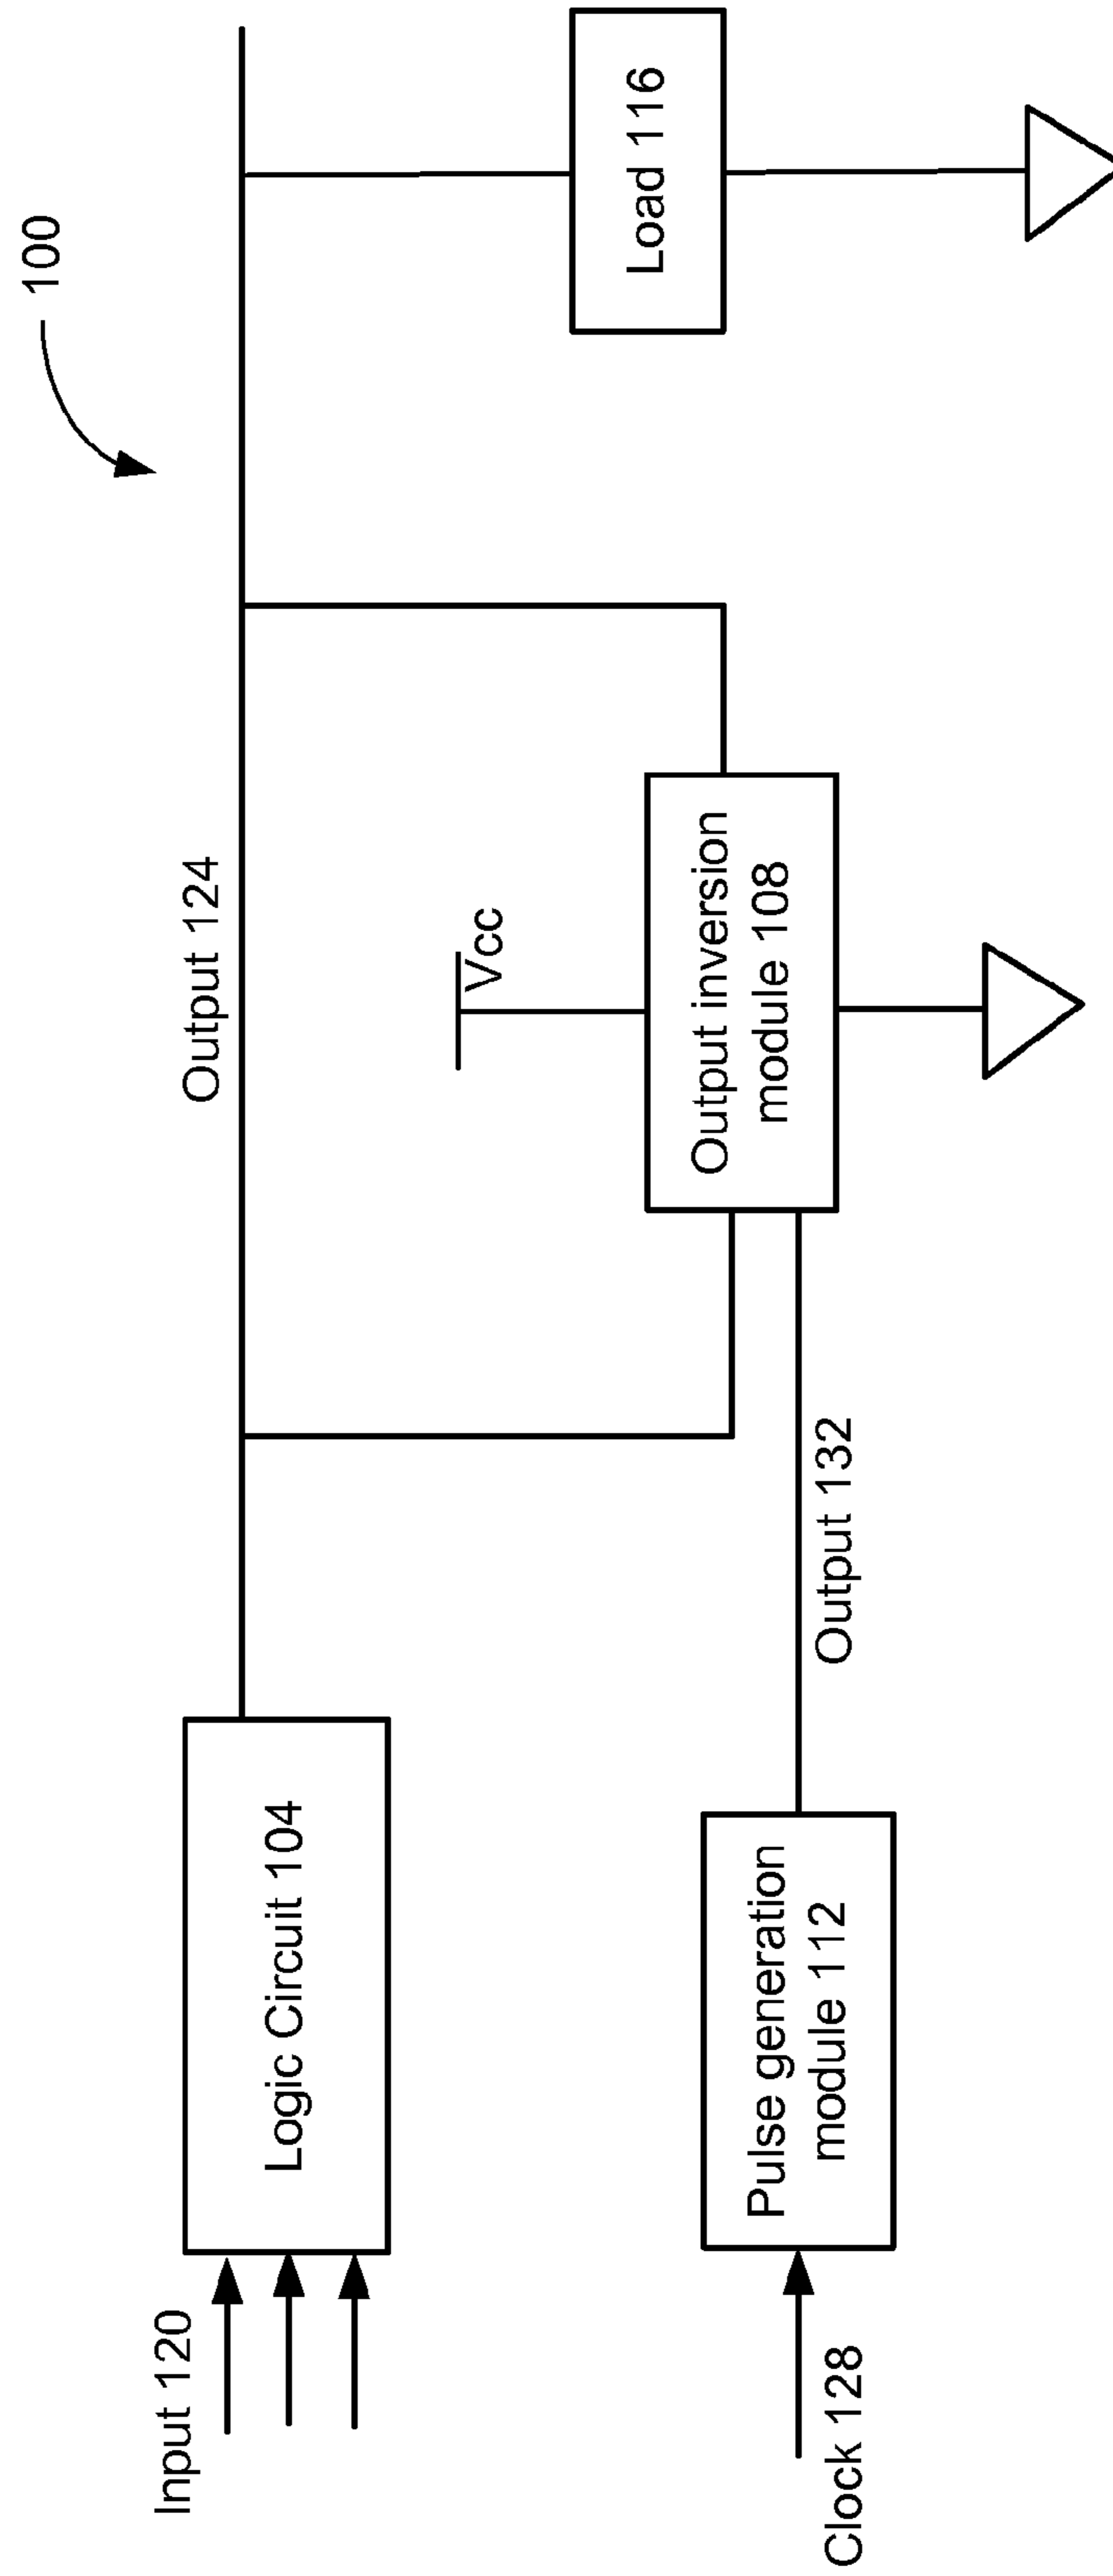 100
Output 124
Input 120
Logic Circuit 104
Vcc
Load 116
Output inversion
module 108
Pulse generation
module 112
Output 132
Clock 128